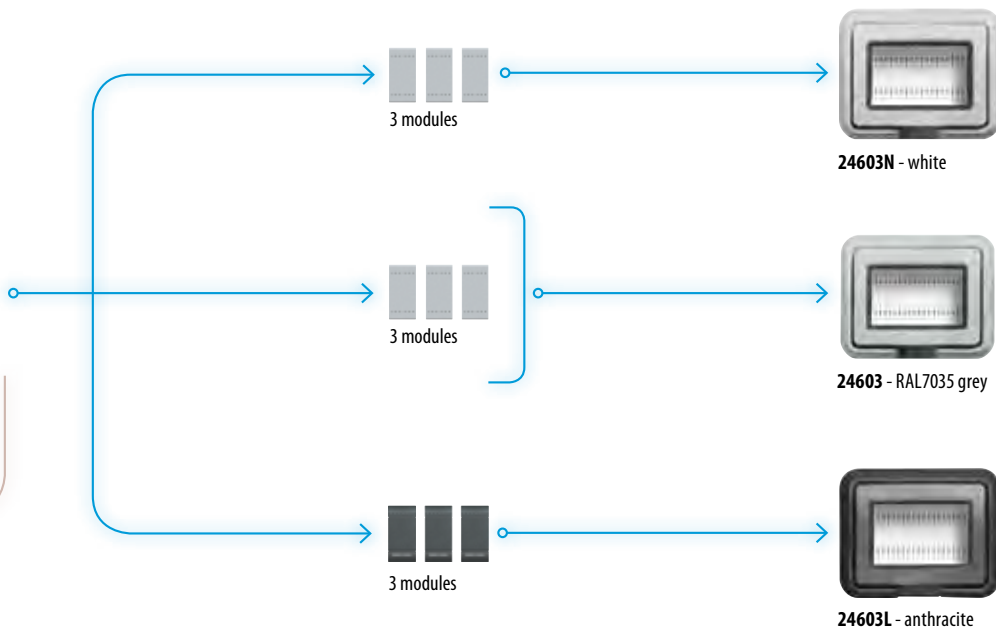 3 modules
24603N - white
3 modules
24603 - RAL7035 grey
3 modules
24603L - anthracite